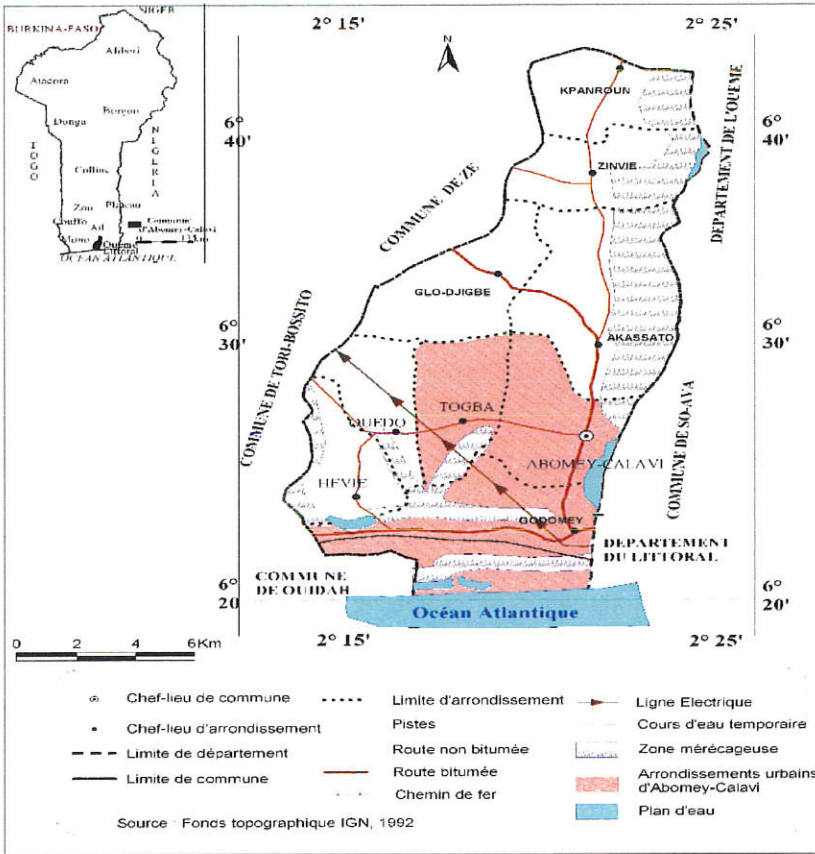 NIGER
BURKINA-FASO
Alibori
Atacora
Borgou
Donga
TOGO
NIGERIA
Collins
Zou
Plateau
Couffo
Atl
Mono
Ouémé
Littoral
Commune
d'Abomey-Calavi
OCEAN ATLANTIQUE
2° 15'
2° 25'
N
6°
40'
6°
40'
6°
30'
6°
30'
6°
20'
6°
20'
KPANROUN
ZINVIE
COMMUNE DE ZE
DEPARTEMENT DE L'OUEME
GLO-DJIGBE
AKASSATO
COMMUNE DE TORI-BOSSITO
TOGBA
OUEDO
ABOMEY-CALAVI
COMMUNE DE SO-AVA
HEVIE
GODOMEY
DEPARTEMENT
DU LITTORAL
COMMUNE
DE OUIDAH
Océan Atlantique
2° 15'
2° 25'
0 2 4 6Km
Chef-lieu de commune
Chef-lieu d'arrondissement
Limite de département
Limite de commune
Limite d'arrondissement
Pistes
Route non bitumée
Route bitumée
Chemin de fer
Ligne Electrique
Cours d'eau temporaire
Zone mérécageuse
Arrondissements urbains
d'Abomey-Calavi
Plan d'eau
Source : Fonds topographique IGN, 1992